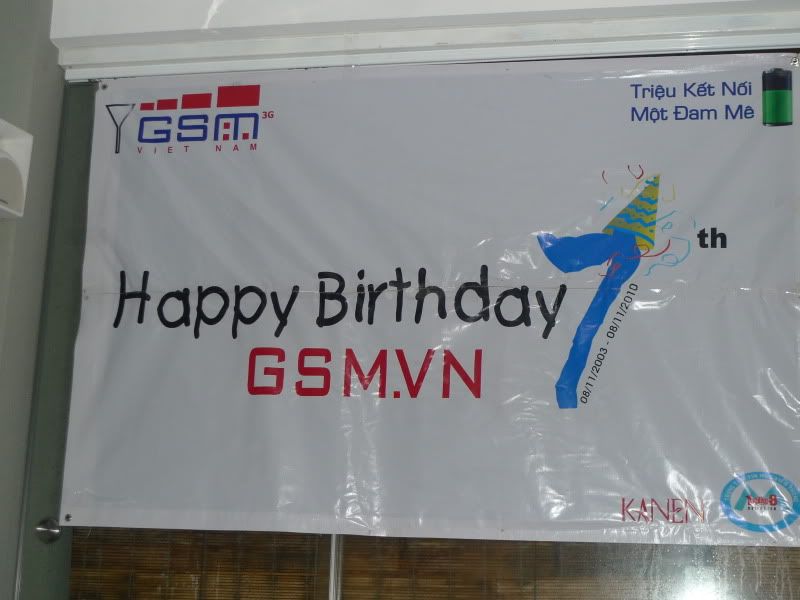 GSM 3G
VIET NAM
Triệu Kết Nối
Một Đam Mê
Happy Birthday 7th
GSM.VN
08/11/2003 - 08/11/2010
KANEN